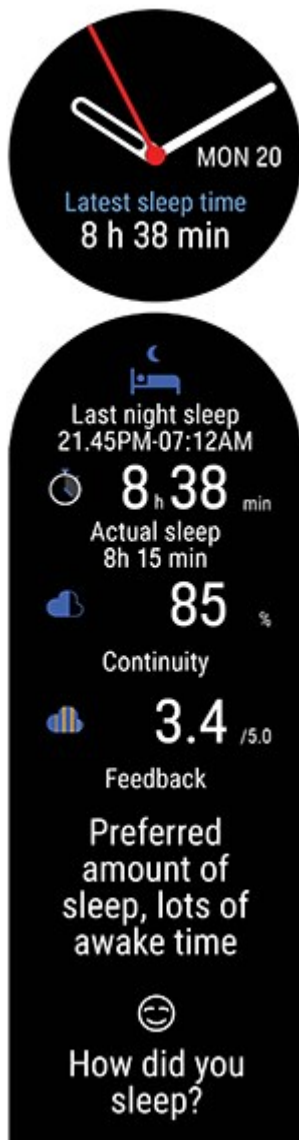 MON 20
Latest sleep time
8 h 38 min
Last night sleep
21.45PM-07:12AM
8 h 38 min
Actual sleep
8h 15 min
85 %
Continuity
3.4 /5.0
Feedback
Preferred
amount of
sleep, lots of
awake time
How did you
sleep?